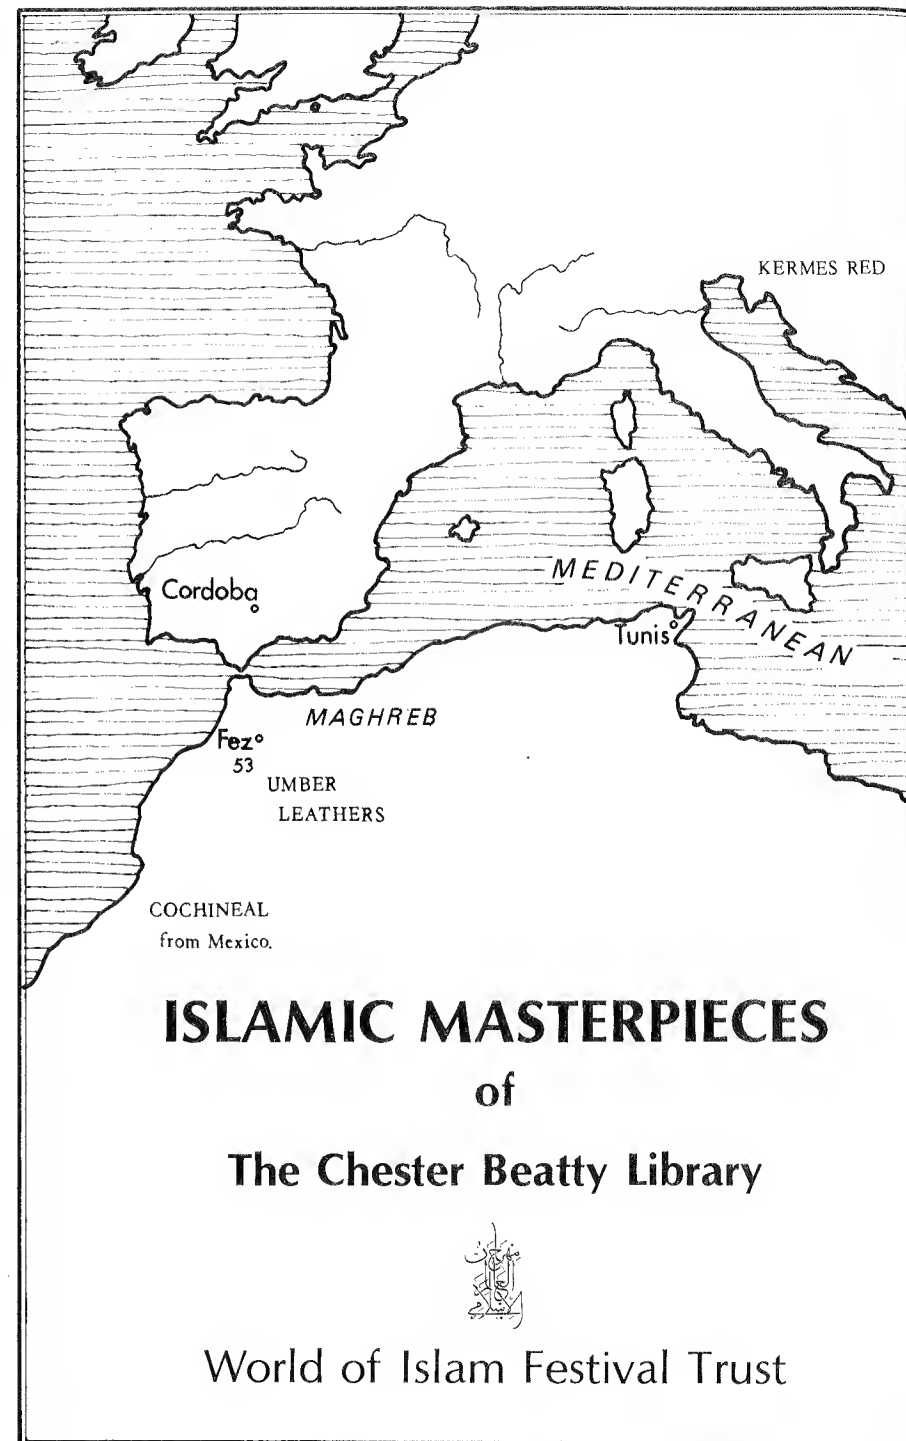 KERMES RED
Cordoba
MEDITERRANEAN
Tunis
MAGHREB
Fez
53
UMBER
LEATHERS
COCHINEAL
from Mexico.
ISLAMIC MASTERPIECES
of
The Chester Beatty Library
World of Islam Festival Trust